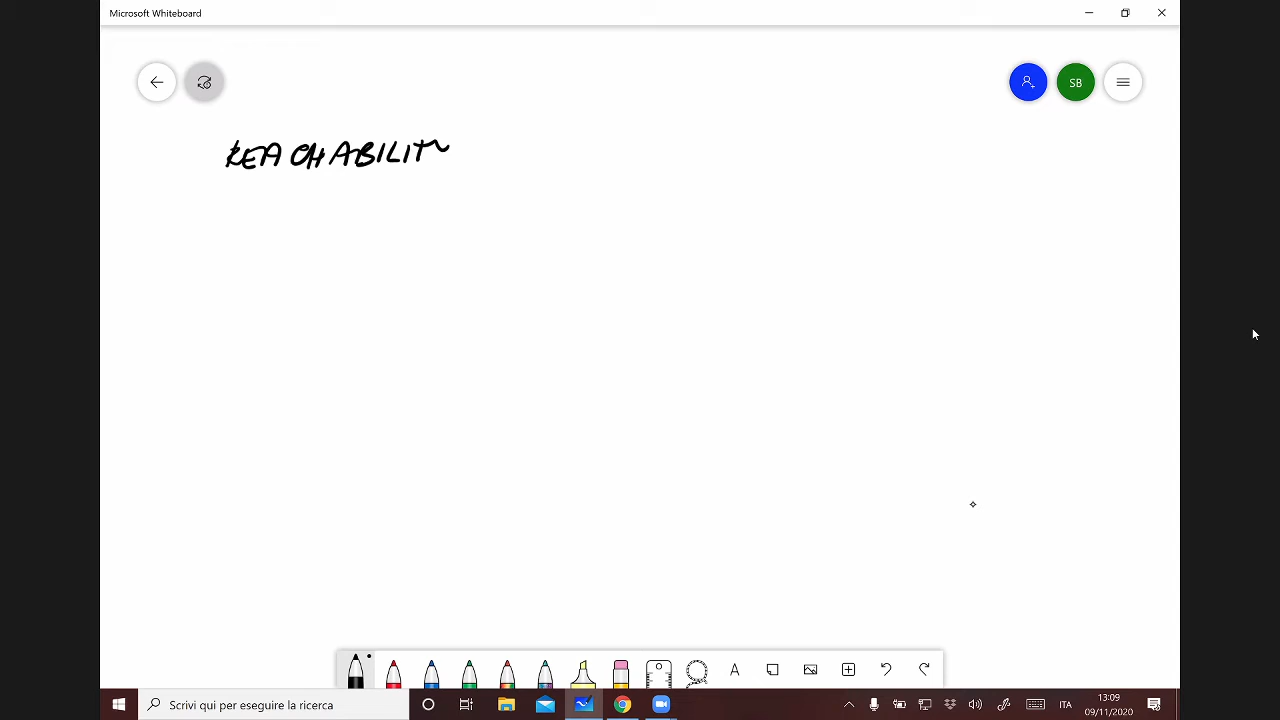 Microsoft Whiteboard
SB
REACHABILITY
A
Scrivi qui per eseguire la ricerca
ITA
13:09
09/11/2020